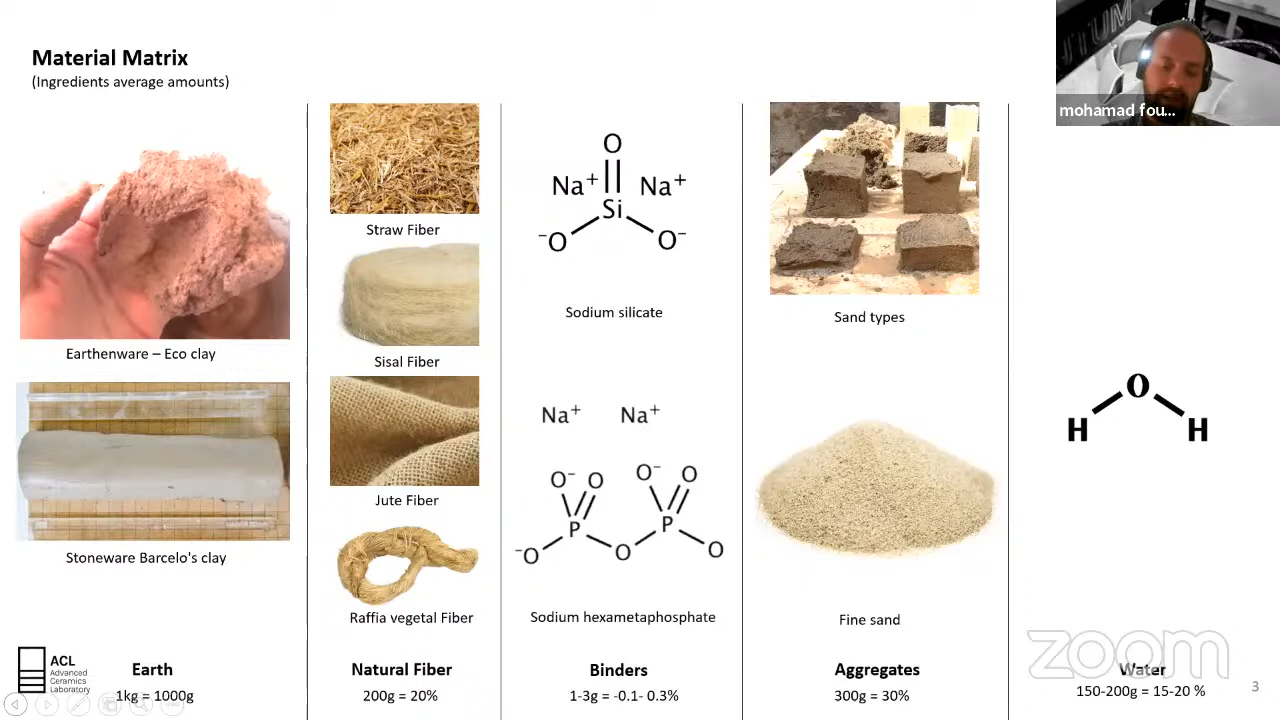 Material Matrix
(Ingredients average amounts)
mohamad fou...
Earthenware – Eco clay
Stoneware Barcelo's clay
Earth
1kg = 1000g
Straw Fiber
Sisal Fiber
Jute Fiber
Raffia vegetal Fiber
Natural Fiber
200g = 20%
O
Na⁺ Na⁺
Si
⁻O O⁻
Sodium silicate
Na⁺ Na⁺
O⁻ O O⁻ O
P P
⁻O O O
Sodium hexametaphosphate
Binders
1-3g = -0.1- 0.3%
Sand types
Fine sand
Aggregates
300g = 30%
O
H H
Water
150-200g = 15-20 %
ACL
Advanced
Ceramics
Laboratory
zoom
3